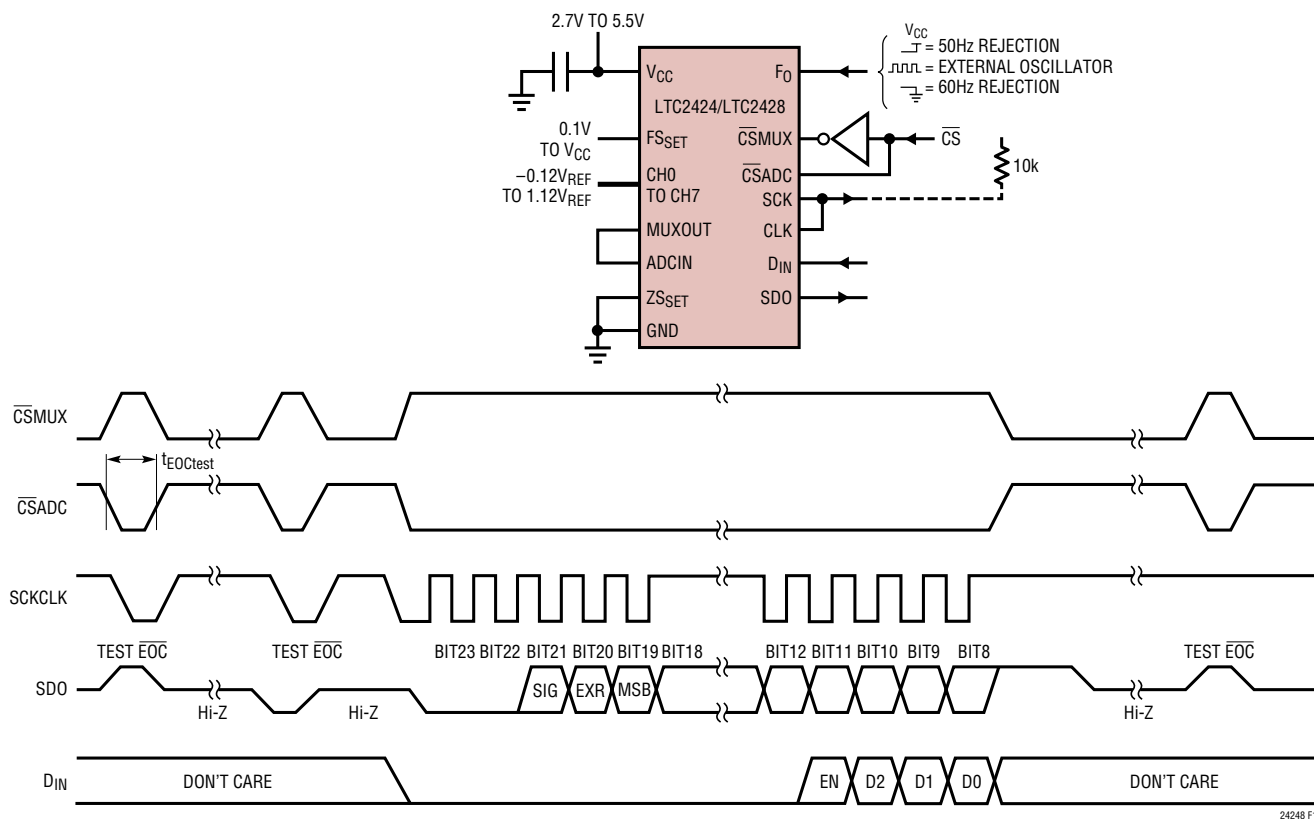 2.7V TO 5.5V
VCC
LTC2424/LTC2428
FSSET
0.1V
TO VCC
CH0
TO CH7
–0.12VREF
TO 1.12VREF
MUXOUT
ADCIN
ZSSET
GND
FO
CSMUX
CSADC
SCK
CLK
DIN
SDO
VCC
= 50Hz REJECTION
= EXTERNAL OSCILLATOR
= 60Hz REJECTION
CS
10k
CSMUX
tEOCtest
CSADC
SCKCLK
TEST EOC TEST EOC BIT23 BIT22 BIT21 BIT20 BIT19 BIT18 BIT12 BIT11 BIT10 BIT9 BIT8 TEST EOC
SDO SIG EXR MSB
Hi-Z Hi-Z Hi-Z
DIN DON'T CARE EN D2 D1 D0 DON'T CARE